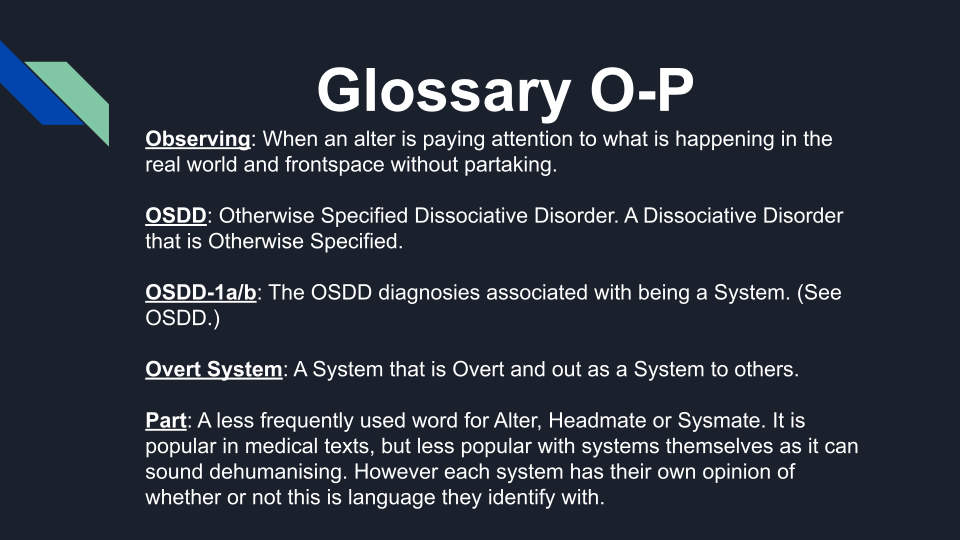 Glossary O-P
Observing: When an alter is paying attention to what is happening in the
real world and frontspace without partaking.
OSDD: Otherwise Specified Dissociative Disorder. A Dissociative Disorder
that is Otherwise Specified.
OSDD-1a/b: The OSDD diagnosies associated with being a System. (See
OSDD.)
Overt System: A System that is Overt and out as a System to others.
Part: A less frequently used word for Alter, Headmate or Sysmate. It is
popular in medical texts, but less popular with systems themselves as it can
sound dehumanising. However each system has their own opinion of
whether or not this is language they identify with.